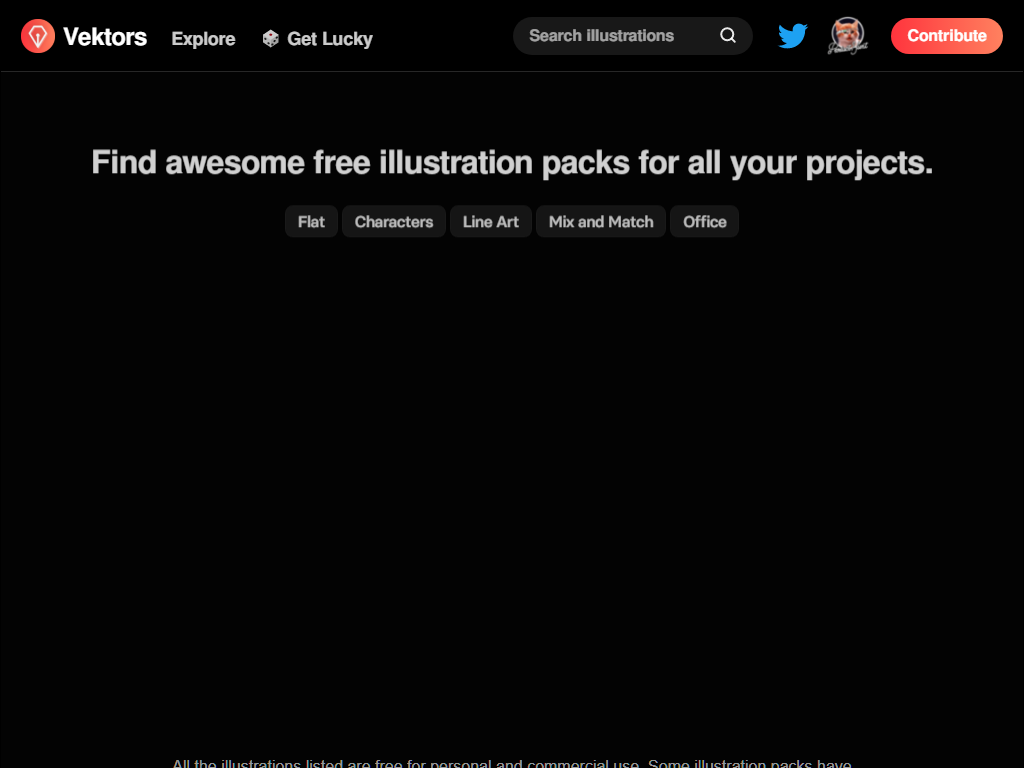 Vektors
Explore
Get Lucky
Search illustrations
Contribute
Find awesome free illustration packs for all your projects.
Flat
Characters
Line Art
Mix and Match
Office
All the illustrations listed are free for personal and commercial use. Some illustration packs have